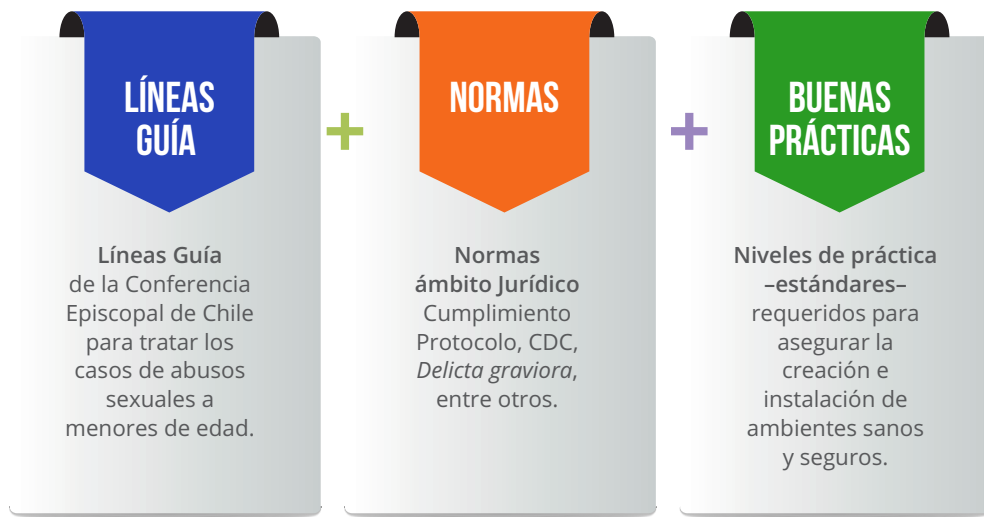 LÍNEAS
GUÍA
Líneas Guía
de la Conferencia
Episcopal de Chile
para tratar los
casos de abusos
sexuales a
menores de edad.
+
NORMAS
Normas
ámbito Jurídico
Cumplimiento
Protocolo, CDC,
Delicta graviora,
entre otros.
+
BUENAS
PRÁCTICAS
Niveles de práctica
–estándares–
requeridos para
asegurar la
creación e
instalación de
ambientes sanos
y seguros.